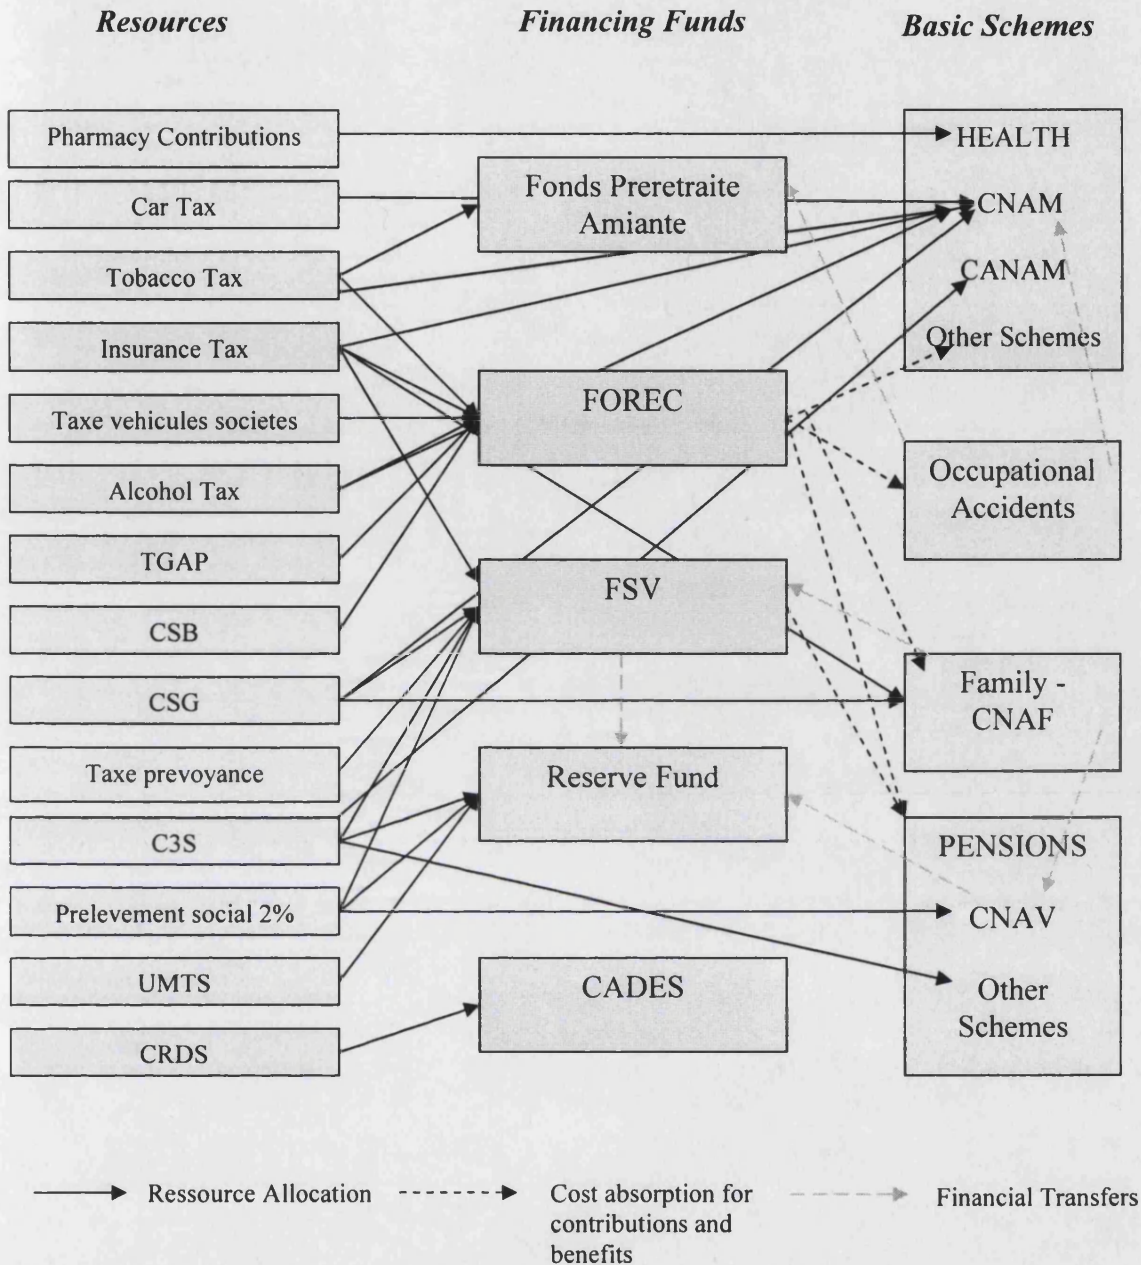 Resources
Financing Funds
Basic Schemes
Pharmacy Contributions
Car Tax
Tobacco Tax
Insurance Tax
Taxe vehicules societes
Alcohol Tax
TGAP
CSB
CSG
Taxe prevoyance
C3S
Prelevement social 2%
UMTS
CRDS
Fonds Preretraite
Amiante
FOREC
FSV
Reserve Fund
CADES
HEALTH
CNAM
CANAM
Other Schemes
Occupational
Accidents
Family -
CNAF
PENSIONS
CNAV
Other
Schemes
Ressource Allocation
Cost absorption for
contributions and
benefits
Financial Transfers